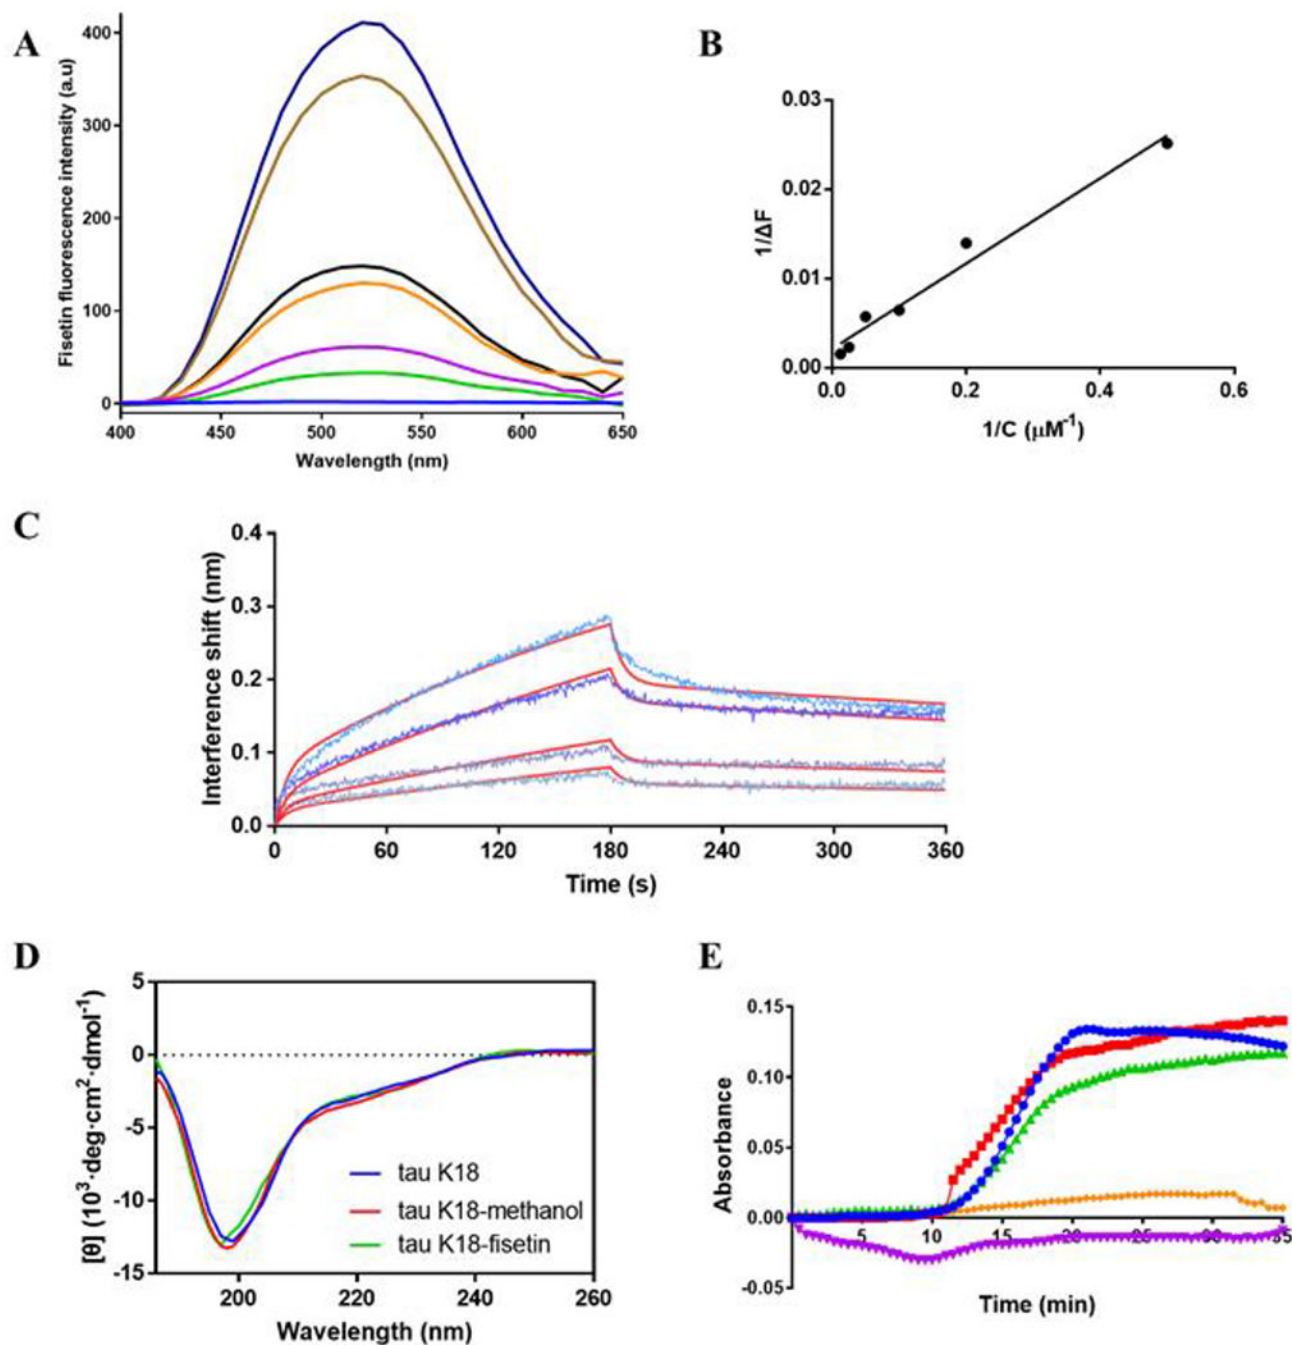 A
Fisetin fluorescence intensity (a.u)
400
300
200
100
0
400 450 500 550 600 650
Wavelength (nm)
B
1/ΔF
0.03
0.02
0.01
0.00
0.0 0.2 0.4 0.6
1/C (μM⁻¹)
C
Interference shift (nm)
0.4
0.3
0.2
0.1
0.0
0 60 120 180 240 300 360
Time (s)
D
[θ] (10³·deg·cm²·dmol⁻¹)
5
0
-5
-10
-15
tau K18
tau K18-methanol
tau K18-fisetin
200 220 240 260
Wavelength (nm)
E
Absorbance
0.15
0.10
0.05
0.00
-0.05
5 10 15 20 25 30 35
Time (min)